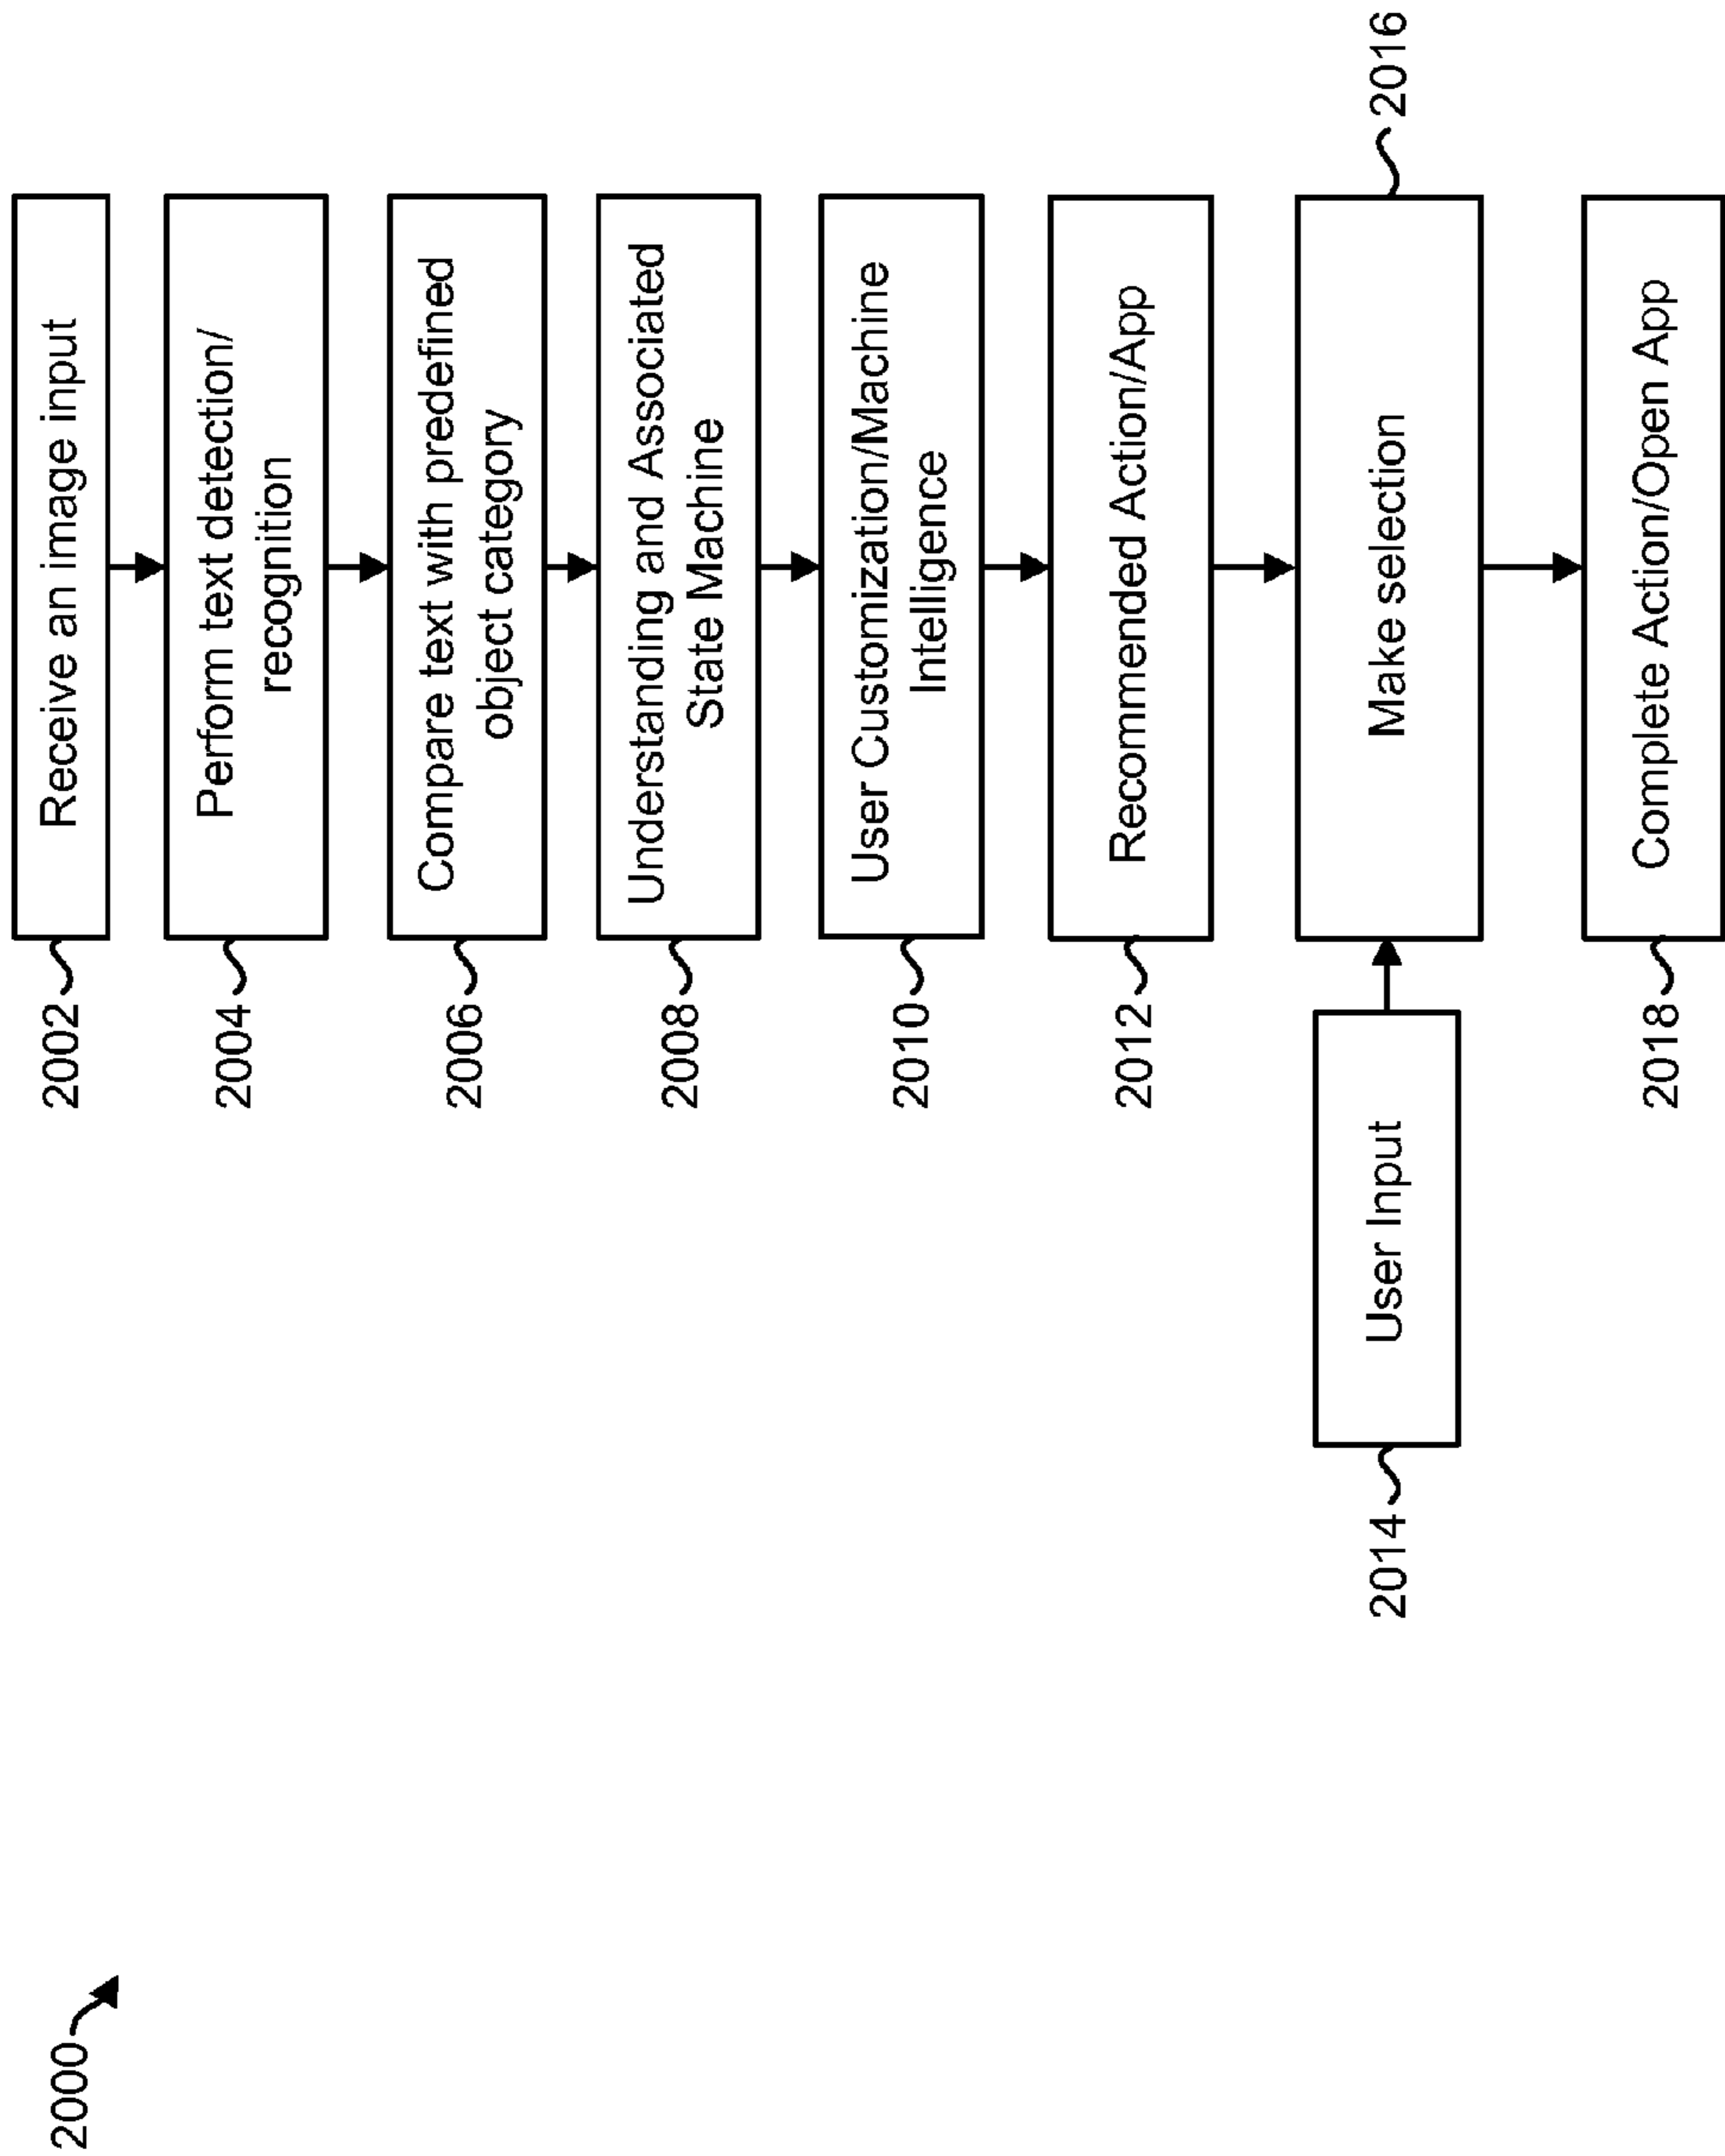 2000
2002
Receive an image input
2004
Perform text detection/
recognition
2006
Compare text with predefined
object category
2008
Understanding and Associated
State Machine
2010
User Customization/Machine
Intelligence
2012
Recommended Action/App
2014
User Input
Make selection
2016
2018
Complete Action/Open App